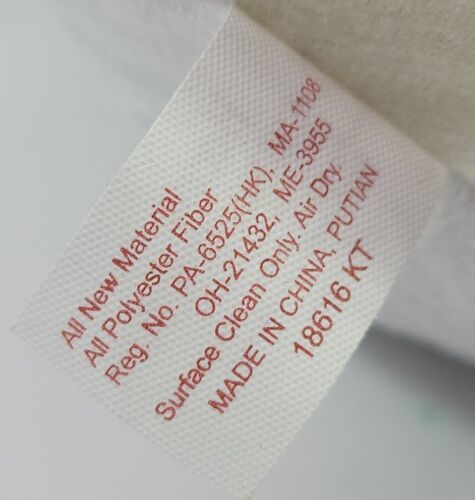 All New Material
All Polyester Fiber
Reg. No. PA-6525(HK), MA-1108
OH-21432, ME-3955
Surface Clean Only. Air Dry.
MADE IN CHINA, PUTIAN
18616 KT